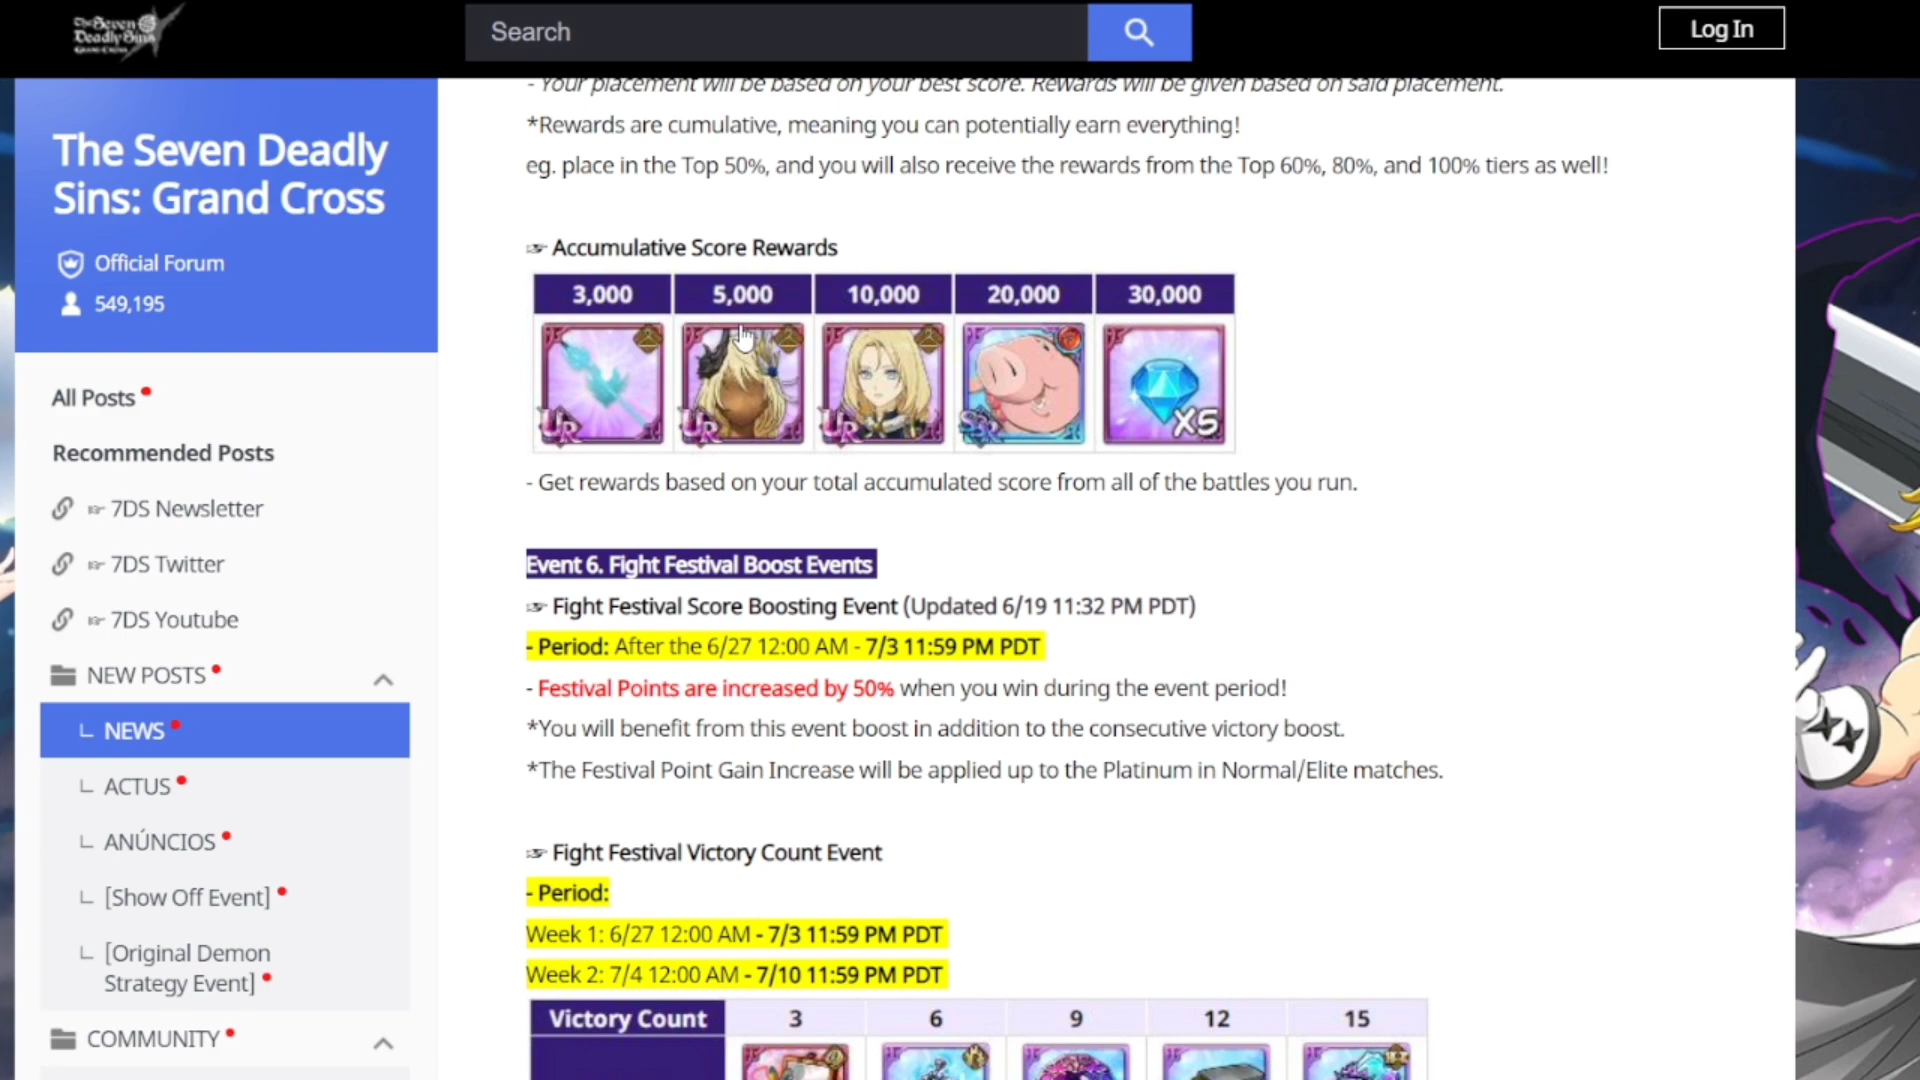 The Seven Deadly Sins Grand Cross
Search
Log In
The Seven Deadly
Sins: Grand Cross
Official Forum
549,195
All Posts
Recommended Posts
☞ 7DS Newsletter
☞ 7DS Twitter
☞ 7DS Youtube
NEW POSTS
NEWS
ACTUS
ANÚNCIOS
[Show Off Event]
[Original Demon
Strategy Event]
COMMUNITY
- Your placement will be based on your best score. Rewards will be given based on said placement.
*Rewards are cumulative, meaning you can potentially earn everything!
eg. place in the Top 50%, and you will also receive the rewards from the Top 60%, 80%, and 100% tiers as well!
☞ Accumulative Score Rewards
3,000 5,000 10,000 20,000 30,000
UR UR UR SSR X5
- Get rewards based on your total accumulated score from all of the battles you run.
Event 6. Fight Festival Boost Events
☞ Fight Festival Score Boosting Event (Updated 6/19 11:32 PM PDT)
- Period: After the 6/27 12:00 AM - 7/3 11:59 PM PDT
- Festival Points are increased by 50% when you win during the event period!
*You will benefit from this event boost in addition to the consecutive victory boost.
*The Festival Point Gain Increase will be applied up to the Platinum in Normal/Elite matches.
☞ Fight Festival Victory Count Event
- Period:
Week 1: 6/27 12:00 AM - 7/3 11:59 PM PDT
Week 2: 7/4 12:00 AM - 7/10 11:59 PM PDT
Victory Count 3 6 9 12 15